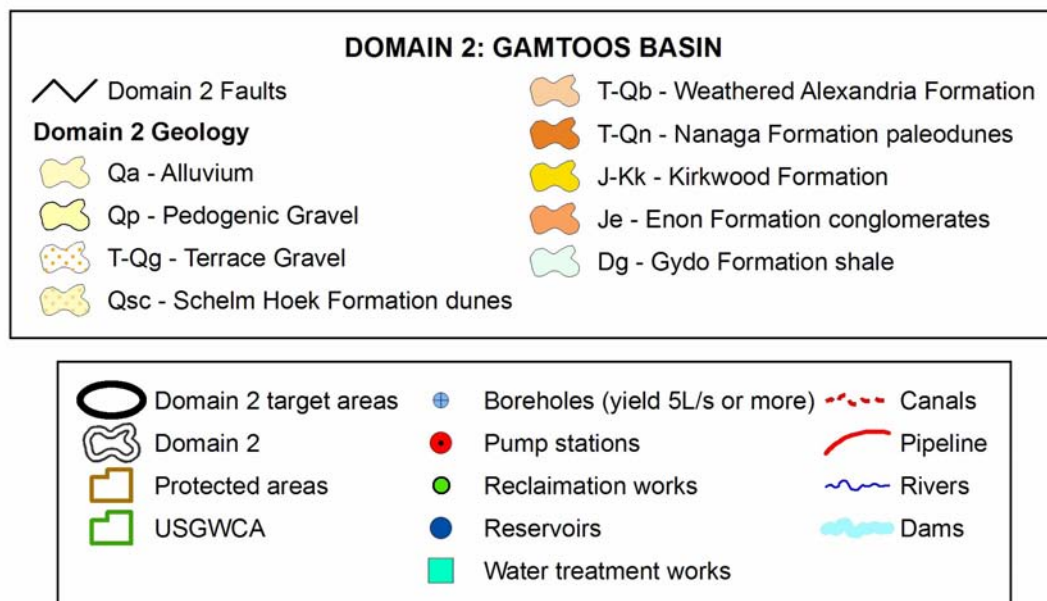 DOMAIN 2: GAMTOOS BASIN
Domain 2 Faults
Domain 2 Geology
Qa - Alluvium
Qp - Pedogenic Gravel
T-Qg - Terrace Gravel
Qsc - Schelm Hoek Formation dunes
T-Qb - Weathered Alexandria Formation
T-Qn - Nanaga Formation paleodunes
J-Kk - Kirkwood Formation
Je - Enon Formation conglomerates
Dg - Gydo Formation shale
Domain 2 target areas
Domain 2
Protected areas
USGWCA
Boreholes (yield 5L/s or more)
Pump stations
Reclaimation works
Reservoirs
Water treatment works
Canals
Pipeline
Rivers
Dams